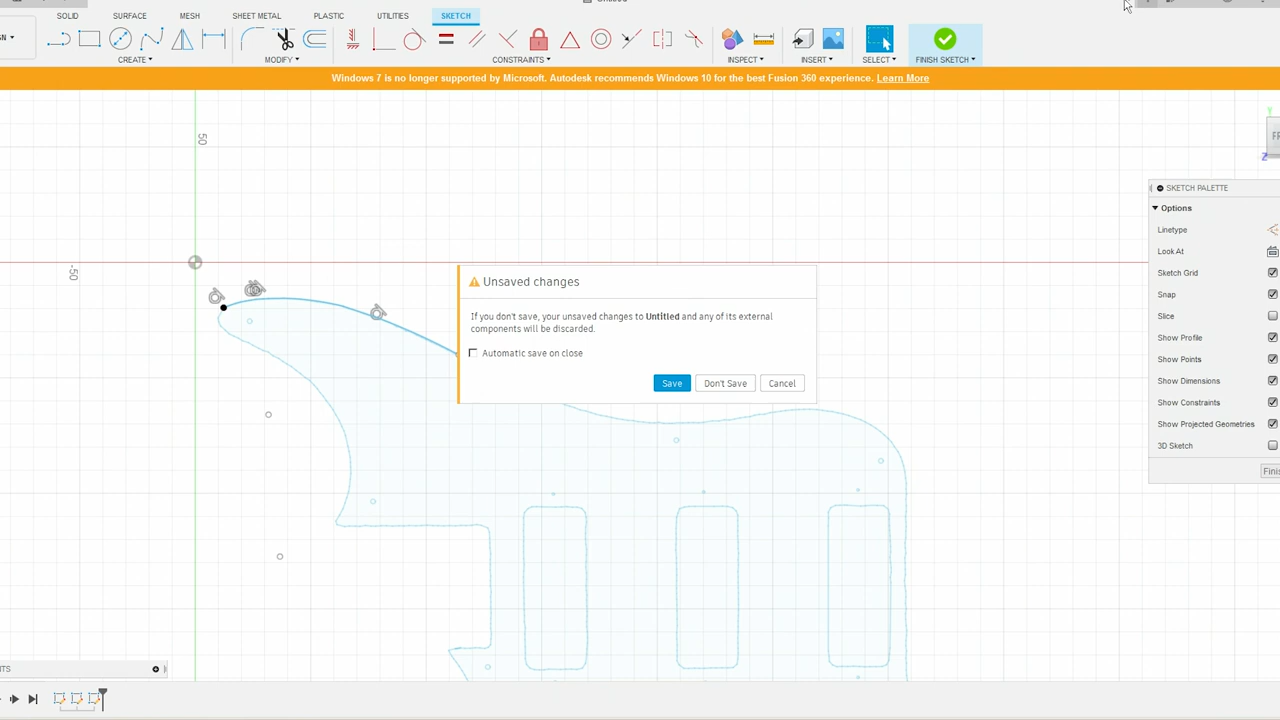 SOLID SURFACE MESH SHEET METAL PLASTIC UTILITIES SKETCH
CREATE MODIFY CONSTRAINTS INSPECT INSERT SELECT FINISH SKETCH
Windows 7 is no longer supported by Microsoft. Autodesk recommends Windows 10 for the best Fusion 360 experience. Learn More
50
FR
Z
SKETCH PALETTE
Options
Linetype
Look At
Sketch Grid
Snap
Slice
Show Profile
Show Points
Show Dimensions
Show Constraints
Show Projected Geometries
3D Sketch
Finis
-50
Unsaved changes
If you don't save, your unsaved changes to Untitled and any of its external
components will be discarded.
Automatic save on close
Save Don't Save Cancel
NTS